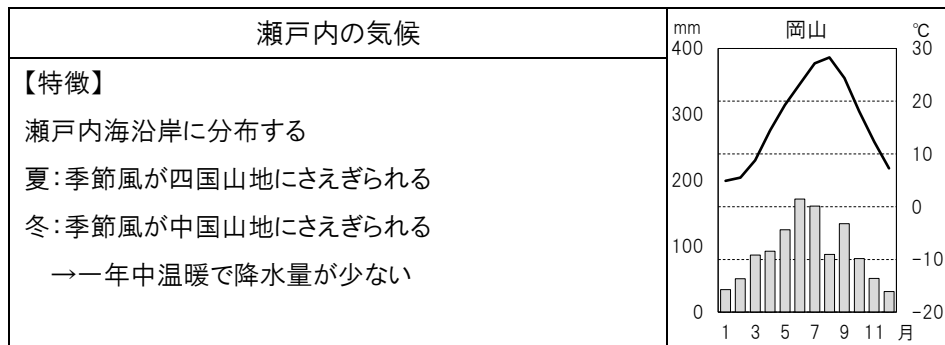 瀬戸内の気候
【特徴】
瀬戸内海沿岸に分布する
夏：季節風が四国山地にさえぎられる
冬：季節風が中国山地にさえぎられる
→一年中温暖で降水量が少ない
mm 岡山 ℃
400 30
20
300
10
200
0
100
-10
0 -20
1 3 5 7 9 11 月